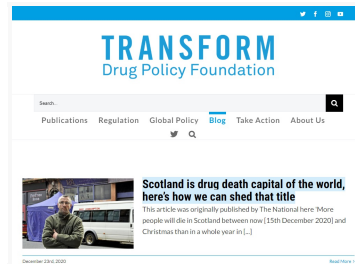 TRANSFORM
Drug Policy Foundation
Search...
Publications Regulation Global Policy Blog Take Action About Us
Scotland is drug death capital of the world,
here's how we can shed that title
This article was originally published by The National here 'More
people will die in Scotland between now [15th December 2020] and
Christmas than in a whole year in [...]
December 23rd, 2020
Read More